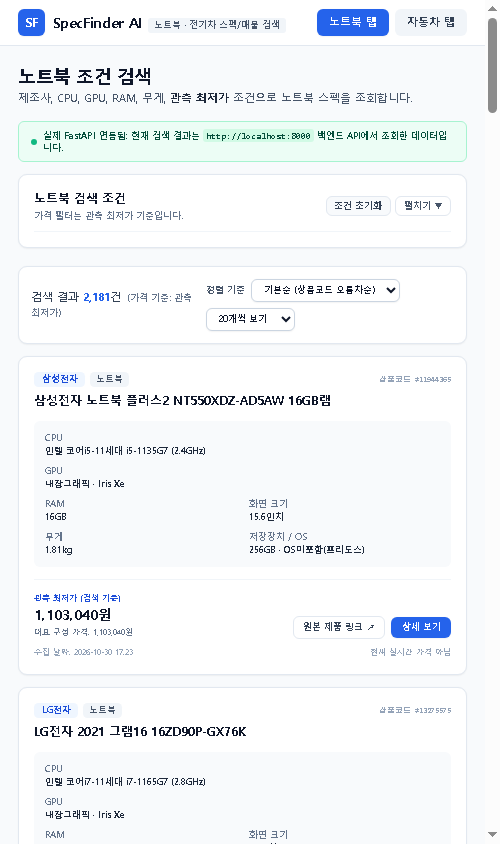 SF SpecFinder AI 노트북 · 전기차 스펙/매물 검색 노트북 탭 자동차 탭
노트북 조건 검색
제조사, CPU, GPU, RAM, 무게, 관측 최저가 조건으로 노트북 스펙을 조회합니다.
실제 FastAPI 연동됨: 현재 검색 결과는 http://localhost:8000 백엔드 API에서 조회한 데이터입
니다.
노트북 검색 조건
가격 필터는 관측 최저가 기준입니다.
조건 초기화 펼치기 ▼
검색 결과 2,181건 (가격 기준: 관측
최저가)
정렬 기준 기본순 (상품코드 오름차순)
20개씩 보기
삼성전자 노트북 상품코드 #11944365
삼성전자 노트북 플러스2 NT550XDZ-AD5AW 16GB램
CPU
인텔 코어i5-11세대 i5-1135G7 (2.4GHz)
GPU
내장그래픽 · Iris Xe
RAM 화면 크기
16GB 15.6인치
무게 저장장치 / OS
1.81kg 256GB · OS미포함(프리도스)
관측 최저가 (검색 기준)
1,103,040원
대표 구성 가격: 1,103,040원
원본 제품 링크 ↗ 상세 보기
수집 날짜: 2026-10-30 17:23 현재 실시간 가격 아님
LG전자 노트북 상품코드 #13275575
LG전자 2021 그램16 16ZD90P-GX76K
CPU
인텔 코어i7-11세대 i7-1165G7 (2.8GHz)
GPU
내장그래픽 · Iris Xe
RAM 화면 크기